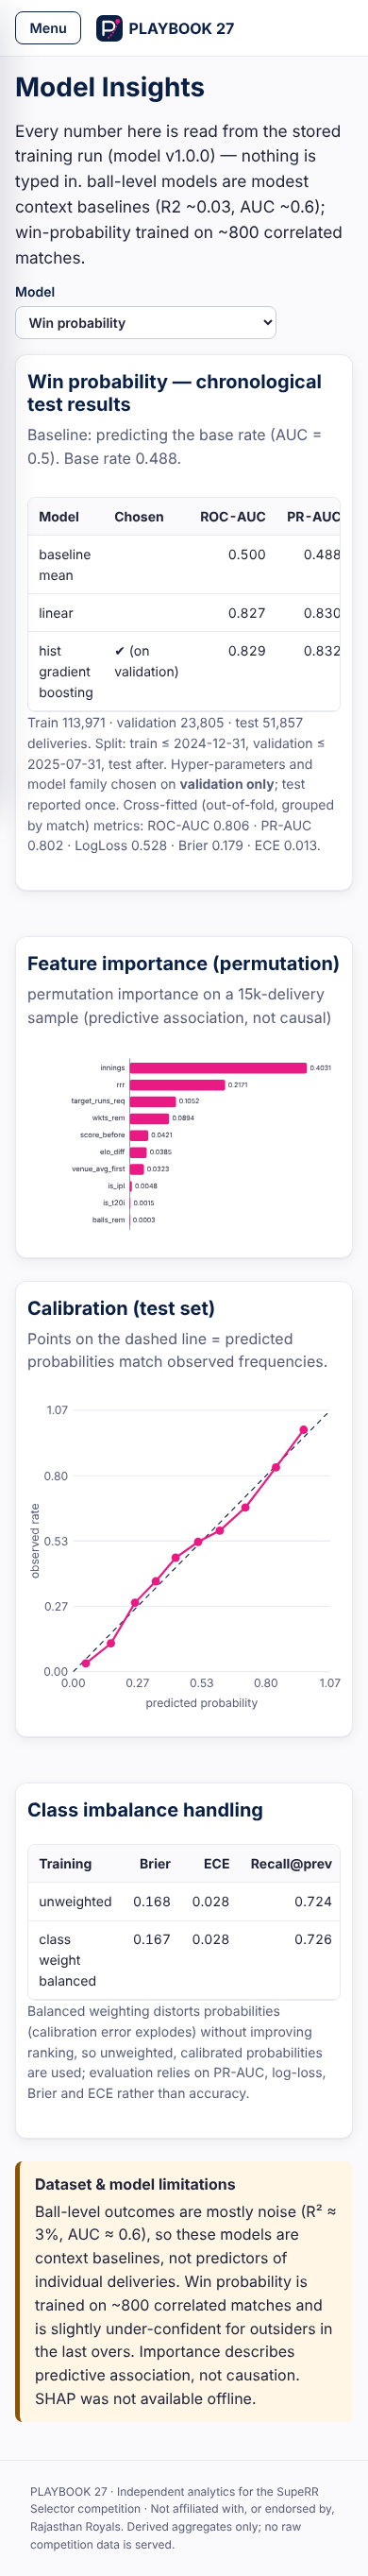 Menu
PLAYBOOK 27
Model Insights
Every number here is read from the stored
training run (model v1.0.0) — nothing is
typed in. ball-level models are modest
context baselines (R2 ~0.03, AUC ~0.6);
win-probability trained on ~800 correlated
matches.
Model
Win probability
Win probability — chronological
test results
Baseline: predicting the base rate (AUC =
0.5). Base rate 0.488.
Model Chosen ROC-AUC PR-AUC
baseline
mean 0.500 0.488
linear 0.827 0.830
hist
gradient
boosting ✔ (on
validation) 0.829 0.832
Train 113,971 · validation 23,805 · test 51,857
deliveries. Split: train ≤ 2024-12-31, validation ≤
2025-07-31, test after. Hyper-parameters and
model family chosen on validation only; test
reported once. Cross-fitted (out-of-fold, grouped
by match) metrics: ROC-AUC 0.806 · PR-AUC
0.802 · LogLoss 0.528 · Brier 0.179 · ECE 0.013.
Feature importance (permutation)
permutation importance on a 15k-delivery
sample (predictive association, not causal)
innings 0.4031
rrr 0.2171
target_runs_req 0.1052
wkts_rem 0.0894
score_before 0.0421
elo_diff 0.0385
venue_avg_first 0.0323
is_ipl 0.0048
is_t20i 0.0015
balls_rem 0.0003
Calibration (test set)
Points on the dashed line = predicted
probabilities match observed frequencies.
1.07
0.80
0.53
0.27
0.00
observed rate
0.00 0.27 0.53 0.80 1.07
predicted probability
Class imbalance handling
Training Brier ECE Recall@prev
unweighted 0.168 0.028 0.724
class
weight
balanced 0.167 0.028 0.726
Balanced weighting distorts probabilities
(calibration error explodes) without improving
ranking, so unweighted, calibrated probabilities
are used; evaluation relies on PR-AUC, log-loss,
Brier and ECE rather than accuracy.
Dataset & model limitations
Ball-level outcomes are mostly noise (R² ≈
3%, AUC ≈ 0.6), so these models are
context baselines, not predictors of
individual deliveries. Win probability is
trained on ~800 correlated matches and
is slightly under-confident for outsiders in
the last overs. Importance describes
predictive association, not causation.
SHAP was not available offline.
PLAYBOOK 27 · Independent analytics for the SupeRR
Selector competition · Not affiliated with, or endorsed by,
Rajasthan Royals. Derived aggregates only; no raw
competition data is served.